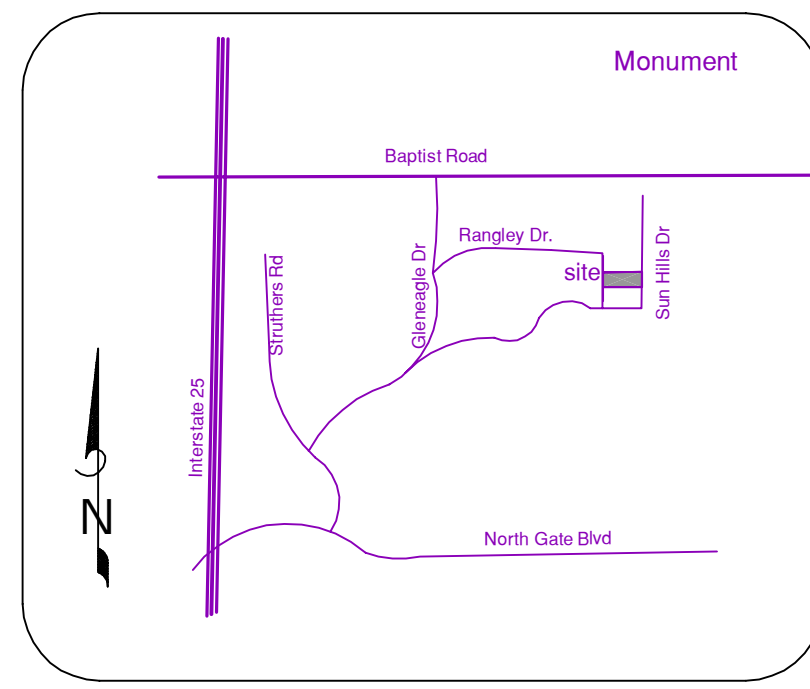 Monument
Baptist Road
Rangley Dr.
site
Sun Hills Dr
Gleneagle Dr
Struthers Rd
Interstate 25
N
North Gate Blvd